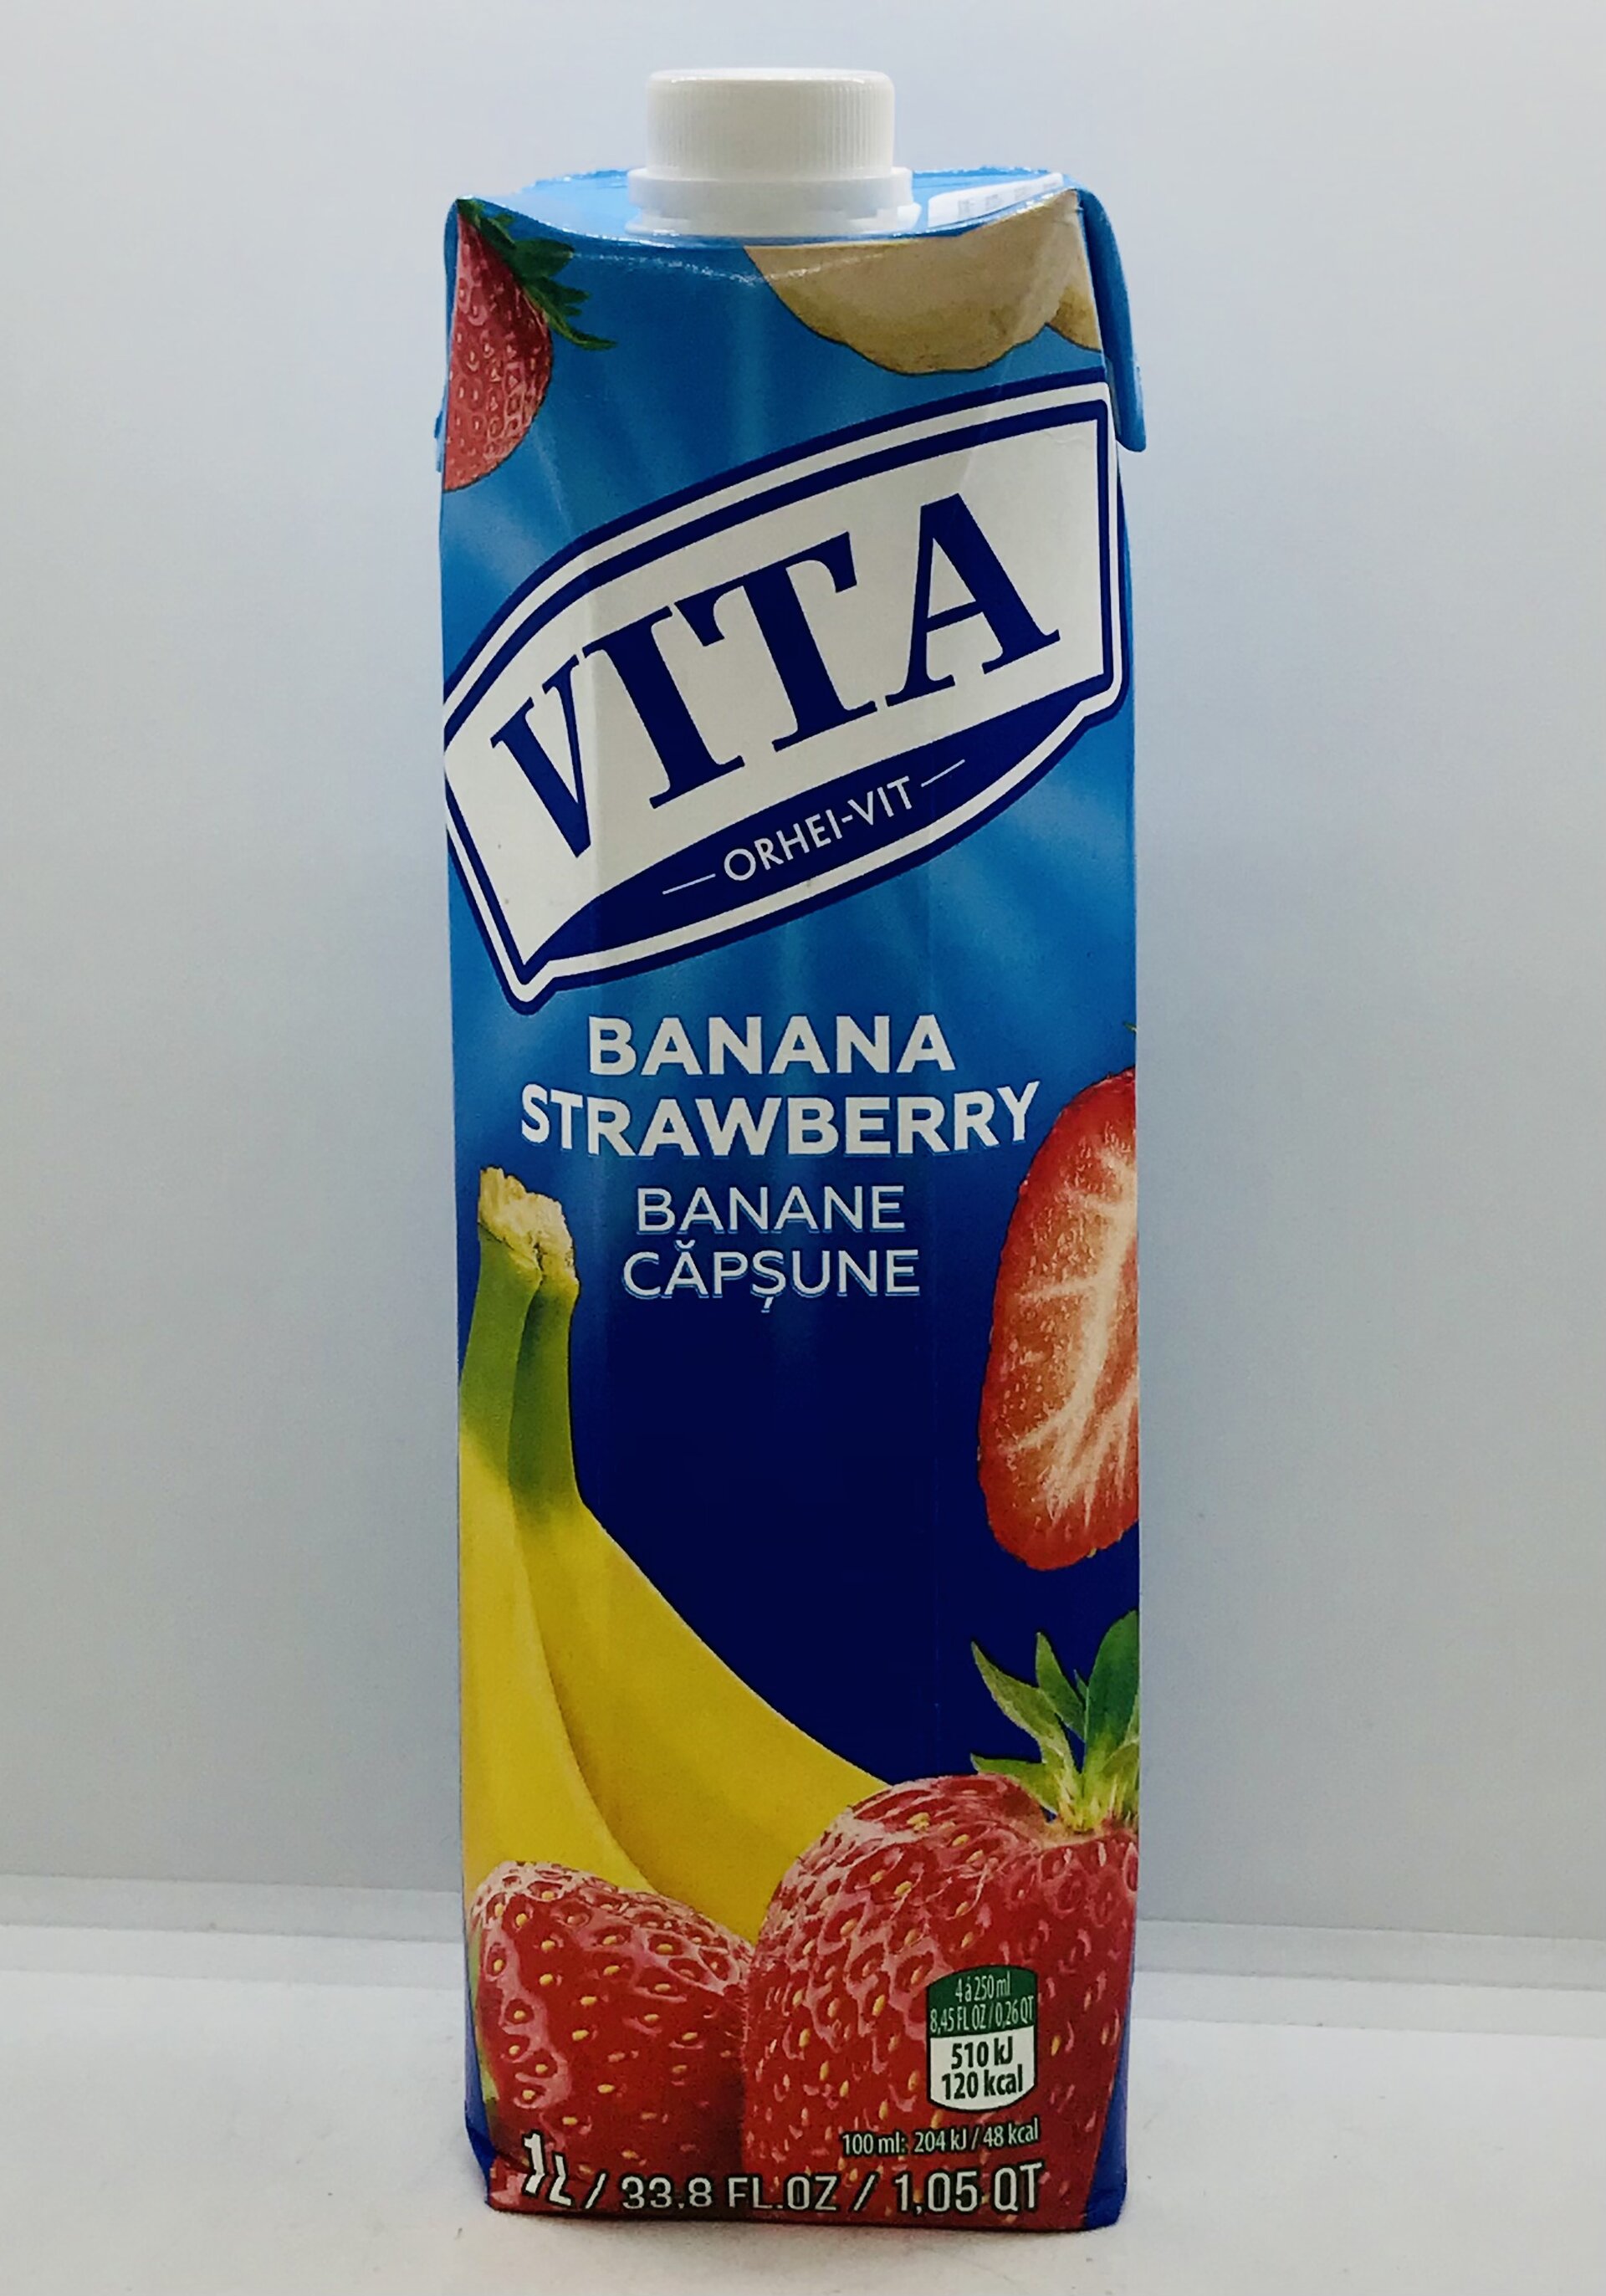 VITA
ORHEI-VIT
BANANA
STRAWBERRY
BANANE
CĂPȘUNE
4 à 250 ml
8,45 FL OZ / 0,26 QT
510 kJ
120 kcal
100 ml: 204 kJ / 48 kcal
1L / 33.8 FL.OZ / 1,05 QT